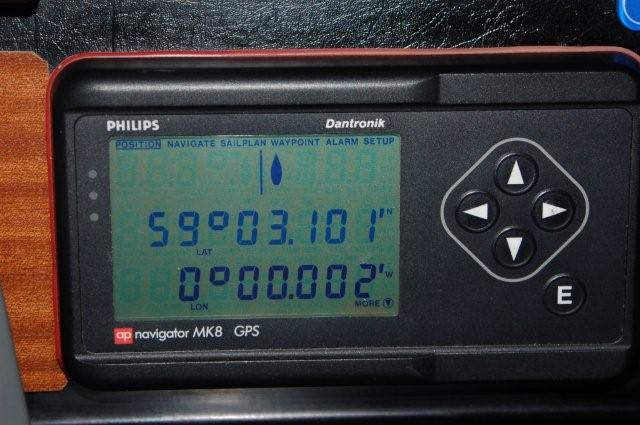 PHILIPS Dantronik
POSITION NAVIGATE SAILPLAN WAYPOINT ALARM SETUP
59°03.101'N
LAT
0°00.002'W
LON MORE
ap navigator MK8 GPS
E